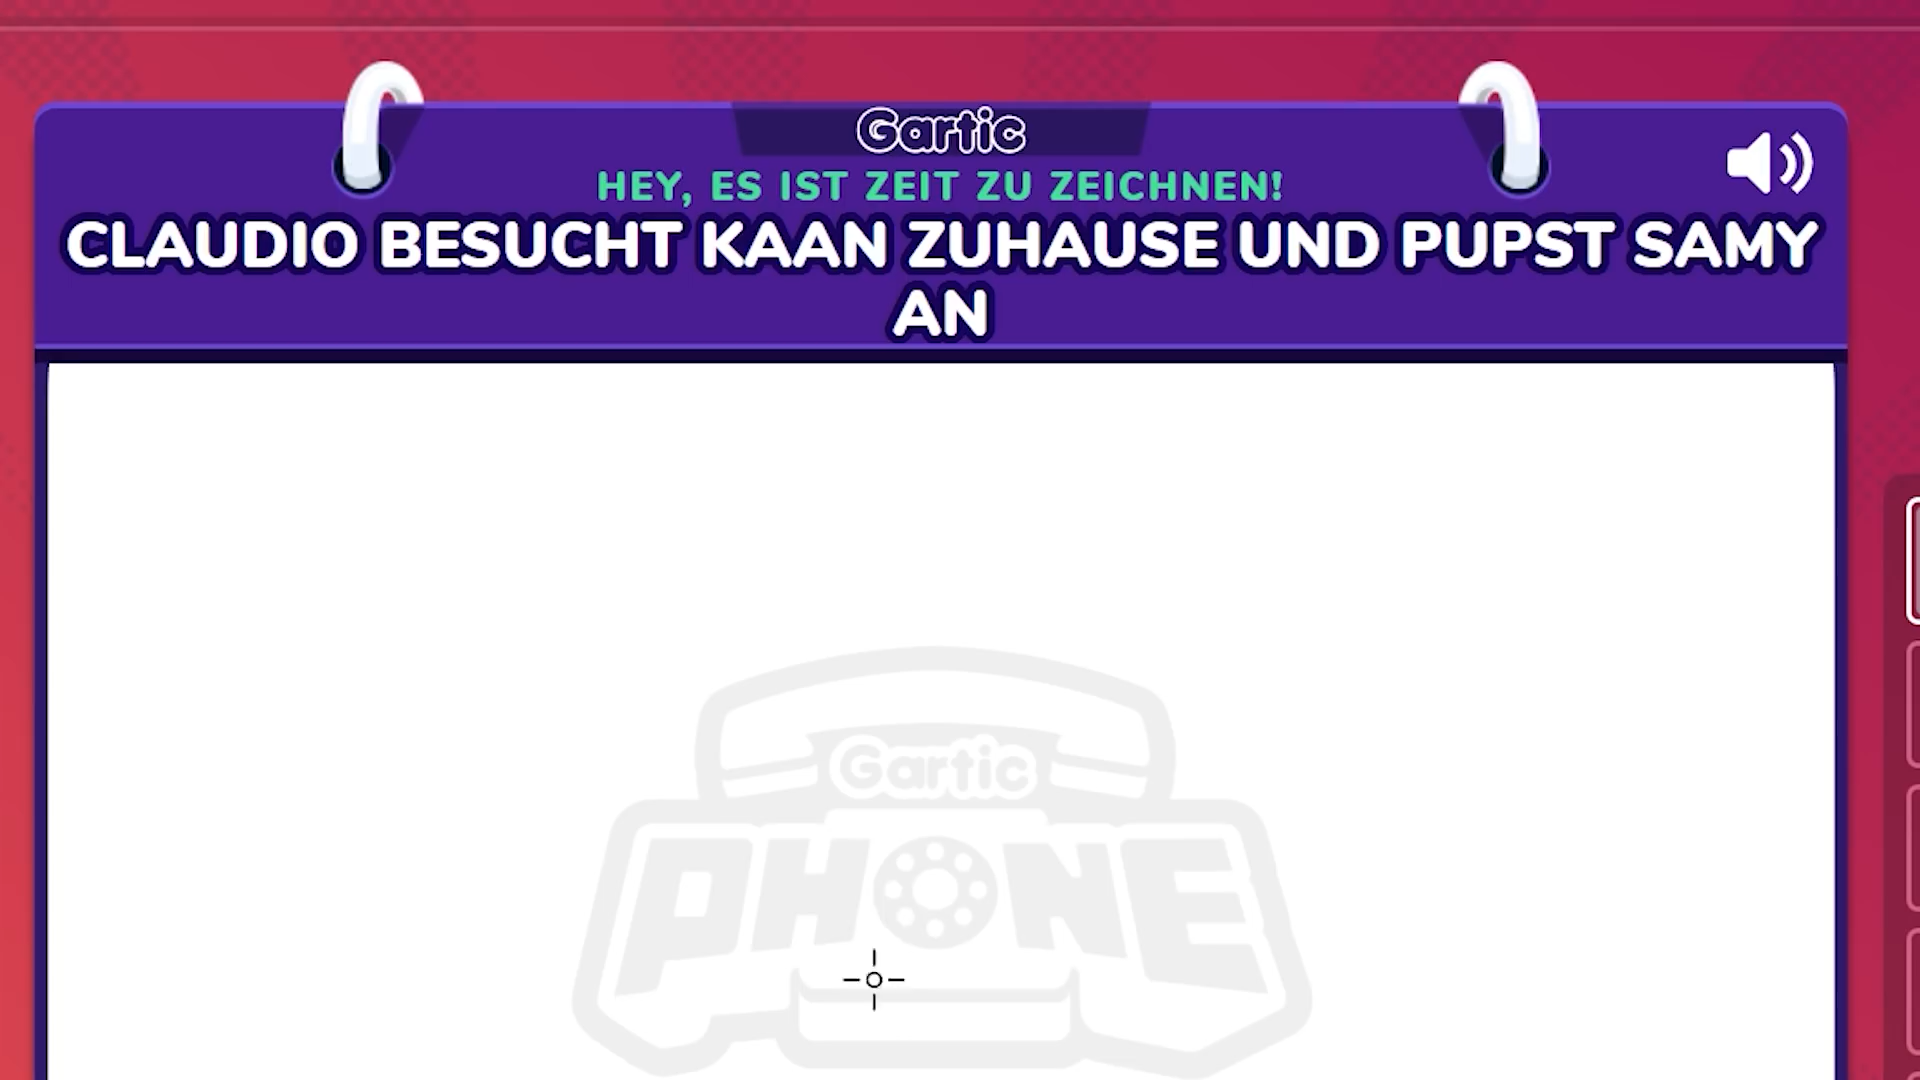 Gartic
HEY, ES IST ZEIT ZU ZEICHNEN!
CLAUDIO BESUCHT KAAN ZUHAUSE UND PUPST SAMY
AN
Gartic
PHONE